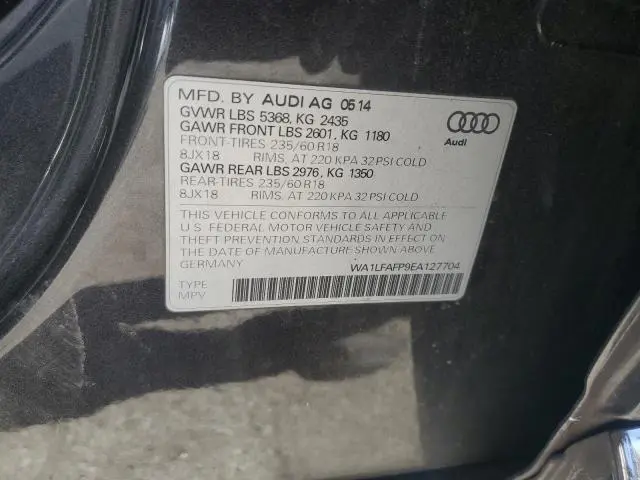 MFD. BY AUDI AG 05 14
GVWR LBS 5368, KG 2435
GAWR FRONT LBS 2601, KG 1180
FRONT-TIRES 235/60 R18
8JX18 RIMS, AT 220 KPA 32 PSI COLD
GAWR REAR LBS 2976, KG 1350
REAR-TIRES 235/60 R18
8JX18 RIMS, AT 220 KPA 32 PSI COLD
Audi
THIS VEHICLE CONFORMS TO ALL APPLICABLE
U.S. FEDERAL MOTOR VEHICLE SAFETY AND
THEFT PREVENTION STANDARDS IN EFFECT ON
THE DATE OF MANUFACTURE SHOWN ABOVE.
GERMANY WA1LFAFP9EA127704
TYPE
MPV